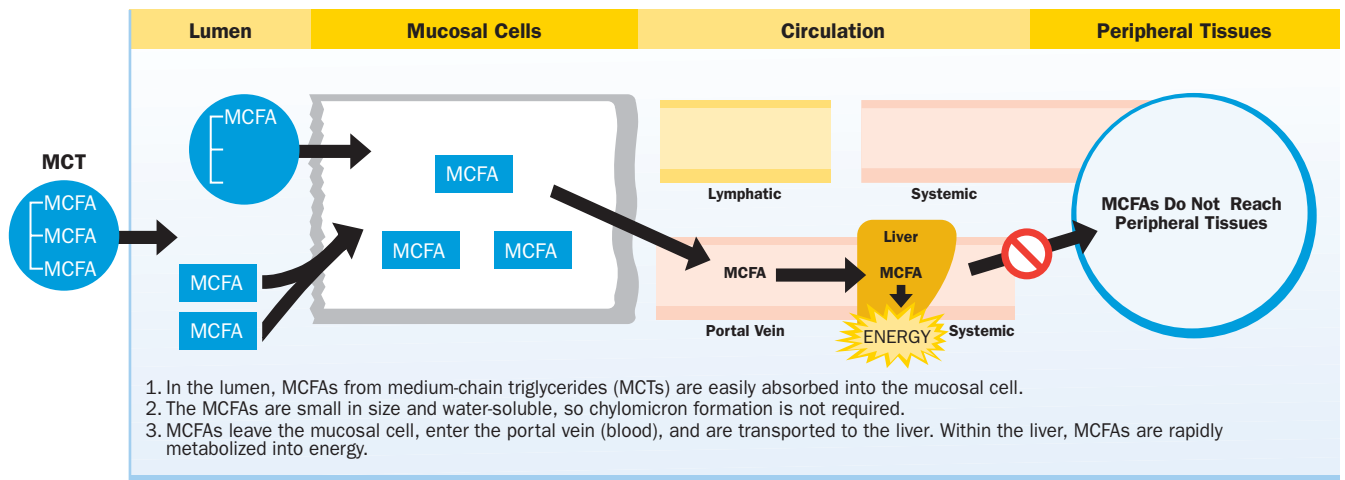 Lumen
Mucosal Cells
Circulation
Peripheral Tissues
MCT
MCFA
MCFA
MCFA
MCFA
MCFA
MCFA
MCFA
MCFA
MCFA
Lymphatic
Systemic
MCFA
Liver
MCFA
ENERGY
Portal Vein
Systemic
MCFAs Do Not Reach
Peripheral Tissues
1. In the lumen, MCFAs from medium-chain triglycerides (MCTs) are easily absorbed into the mucosal cell.
2. The MCFAs are small in size and water-soluble, so chylomicron formation is not required.
3. MCFAs leave the mucosal cell, enter the portal vein (blood), and are transported to the liver. Within the liver, MCFAs are rapidly
metabolized into energy.